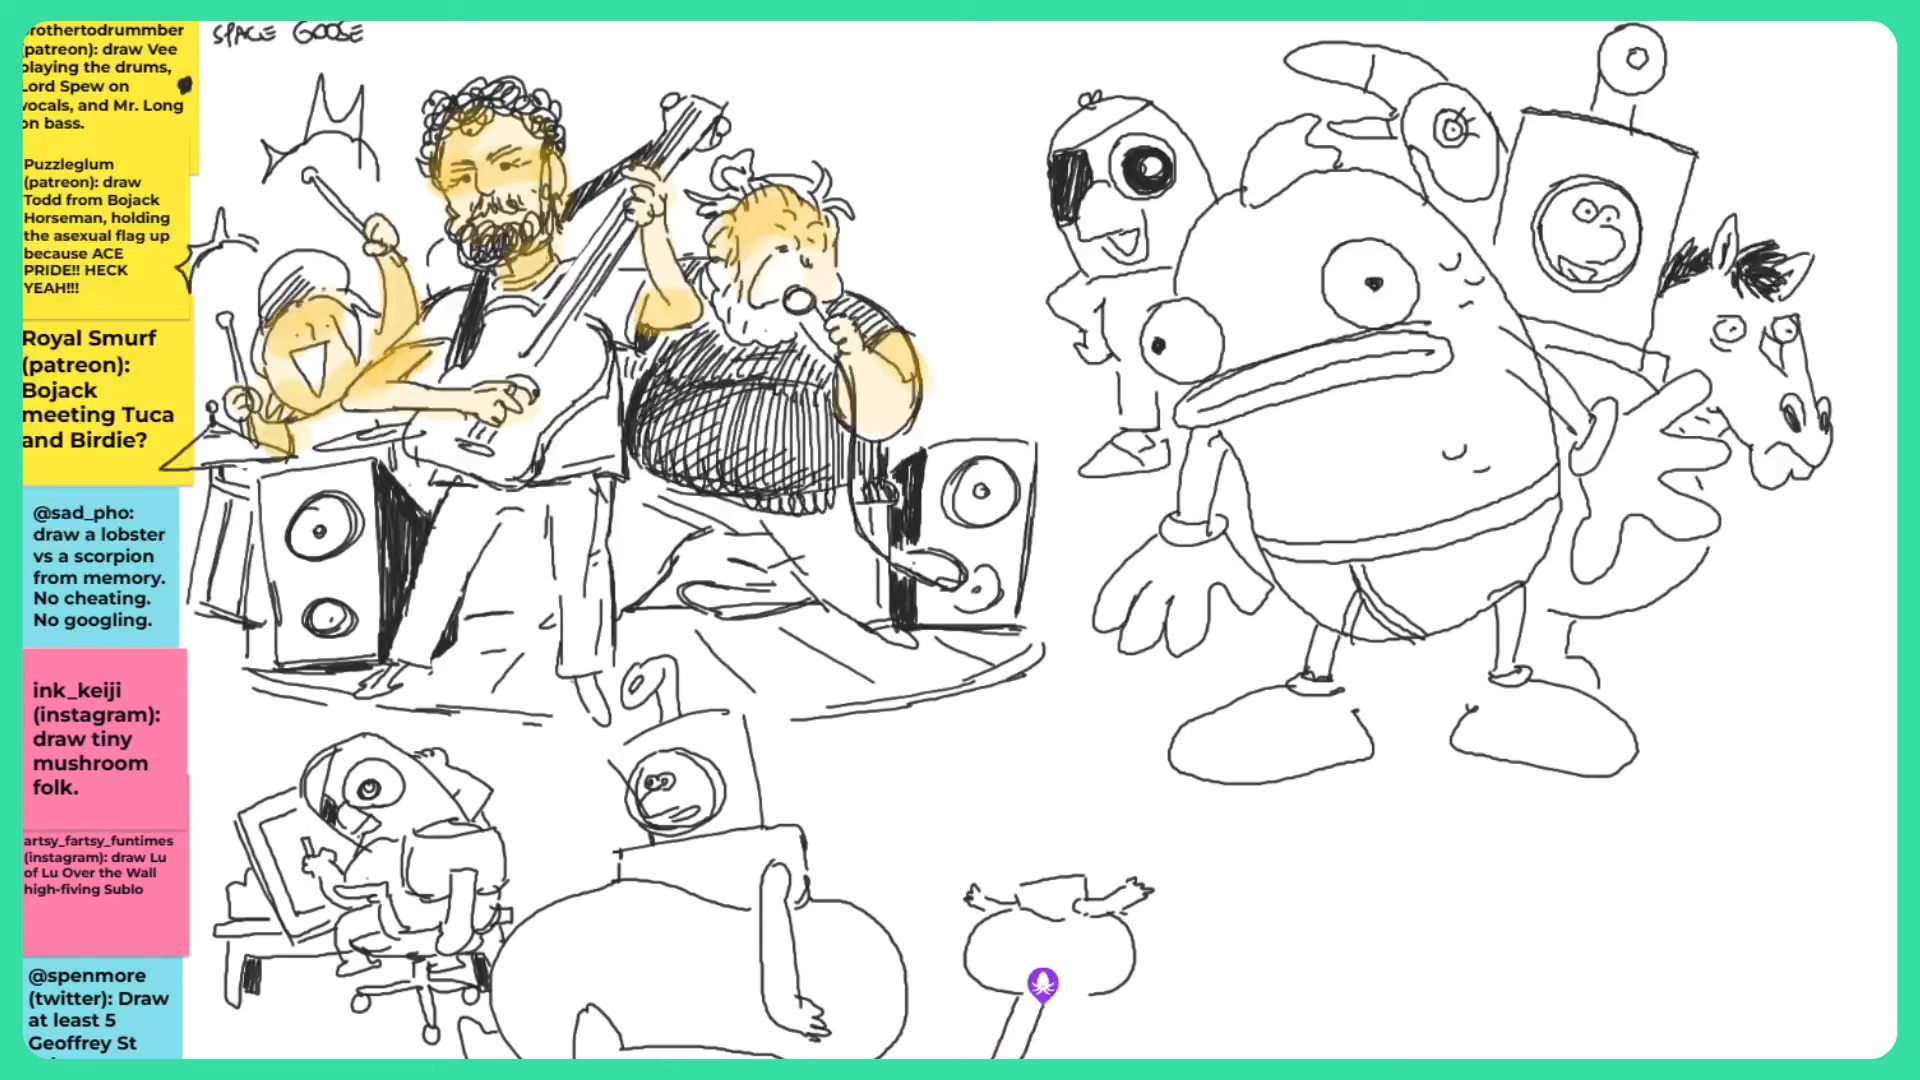 SPACE GOOSE
rothertodrummber
(patreon): draw Vee
playing the drums,
Lord Spew on
vocals, and Mr. Long
on bass.
Puzzleglum
(patreon): draw
Todd from Bojack
Horseman, holding
the asexual flag up
because ACE
PRIDE!! HECK
YEAH!!!
Royal Smurf
(patreon):
Bojack
meeting Tuca
and Birdie?
@sad_pho:
draw a lobster
vs a scorpion
from memory.
No cheating.
No googling.
ink_keiji
(instagram):
draw tiny
mushroom
folk.
artsy_fartsy_funtimes
(instagram): draw Lu
of Lu Over the Wall
high-fiving Sublo
@spenmore
(twitter): Draw
at least 5
Geoffrey St